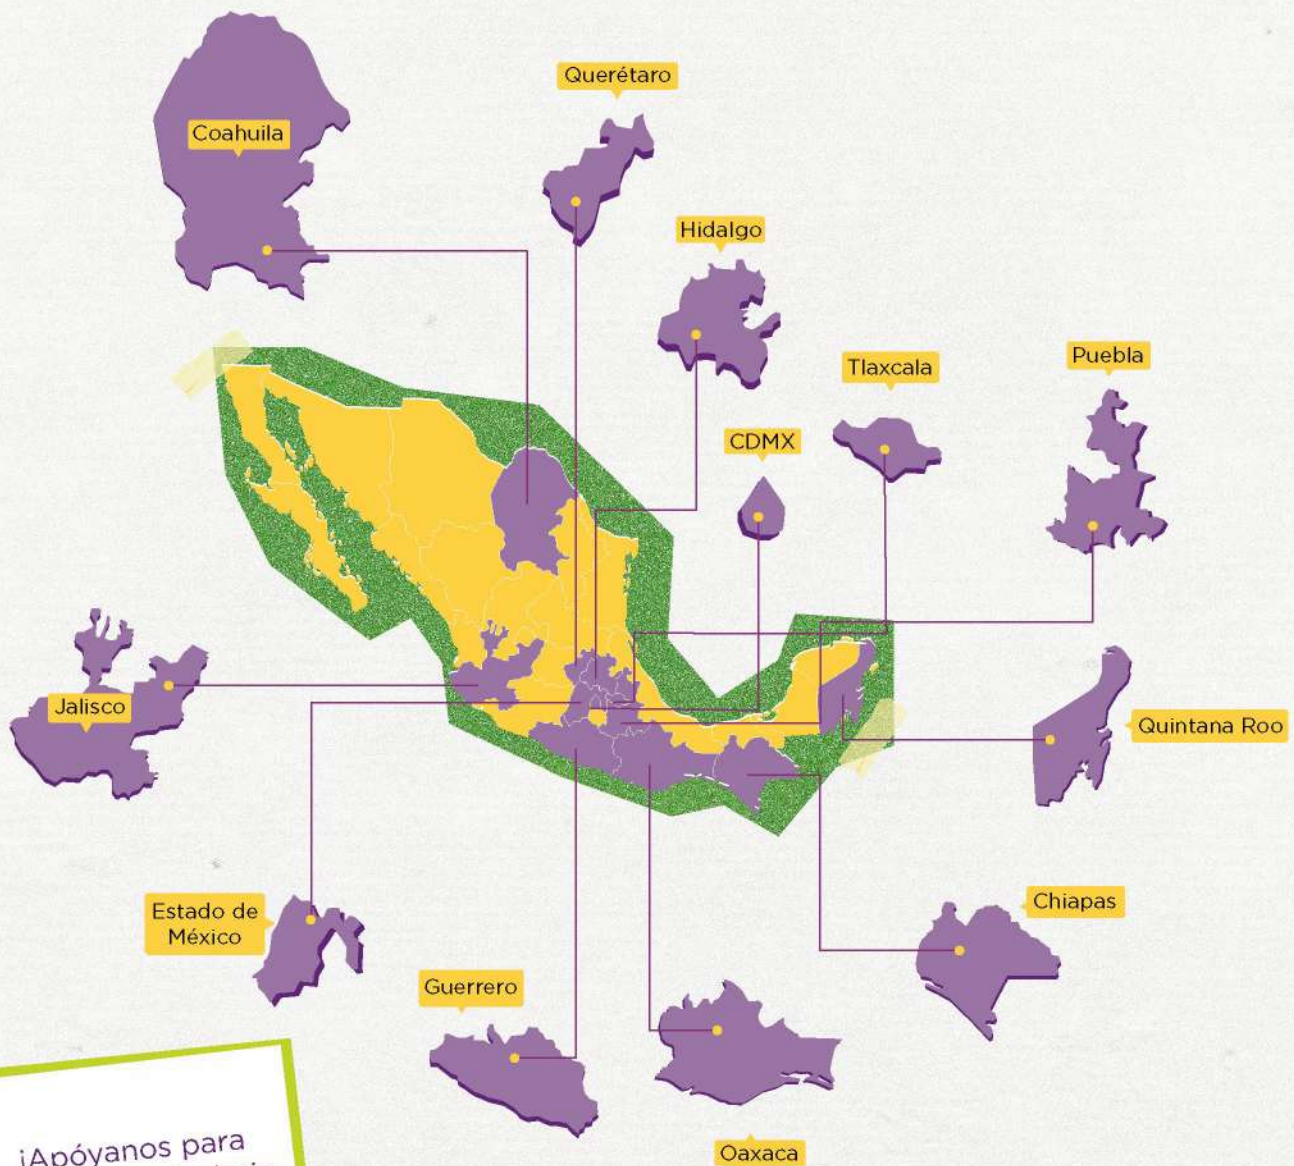 Querétaro
Coahuila
Hidalgo
Tlaxcala
Puebla
CDMX
Jalisco
Quintana Roo
Estado de
México
Chiapas
Guerrero
Oaxaca
¡Apóyanos para